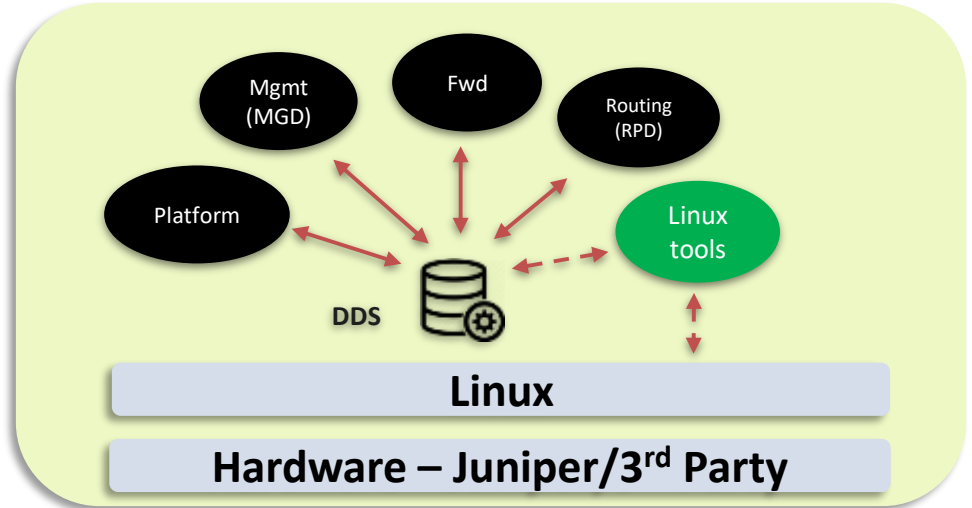 Mgmt
(MGD)
Fwd
Routing
(RPD)
Platform
Linux
tools
DDS
Linux
Hardware – Juniper/3rd Party